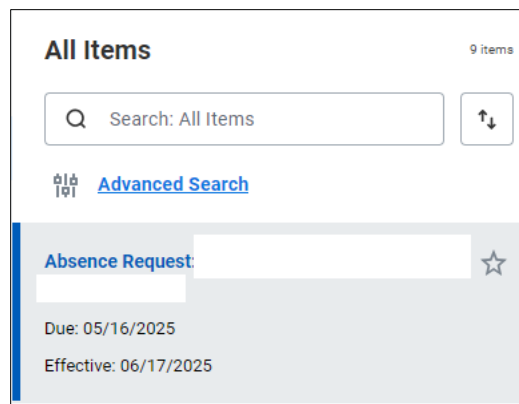 All Items
9 items
Search: All Items
Advanced Search
Absence Request:
Due: 05/16/2025
Effective: 06/17/2025